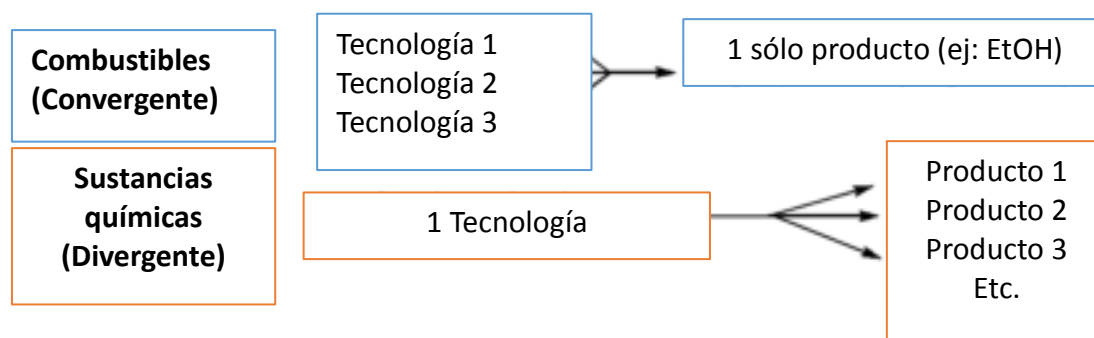 Combustibles
(Convergente)
Tecnología 1
Tecnología 2
Tecnología 3
1 sólo producto (ej: EtOH)
Sustancias
químicas
(Divergente)
1 Tecnología
Producto 1
Producto 2
Producto 3
Etc.